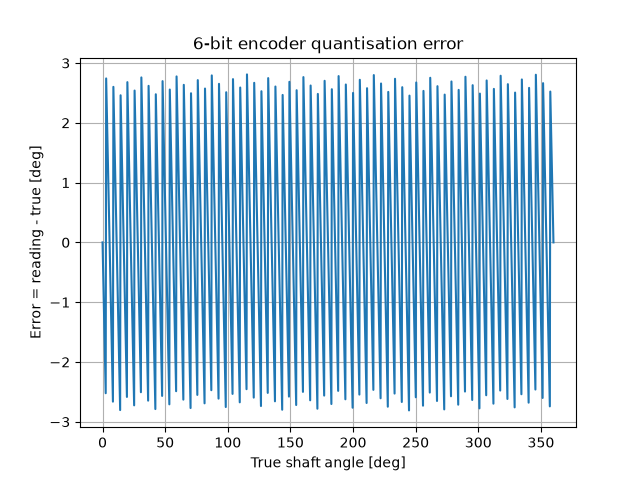 6-bit encoder quantisation error
3
2
1
0
−1
−2
−3
Error = reading - true [deg]
0 50 100 150 200 250 300 350
True shaft angle [deg]